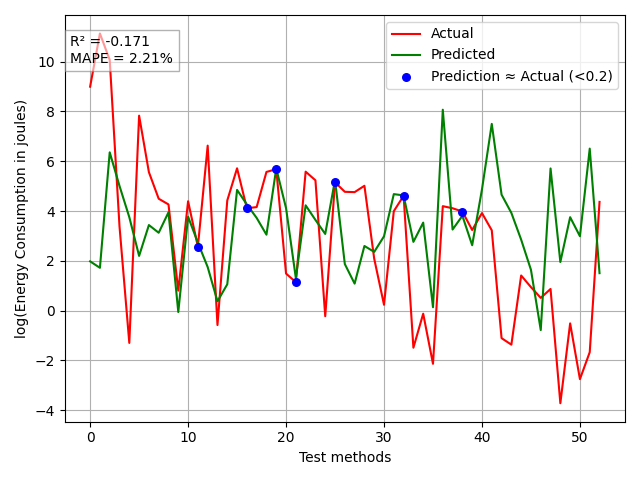 R² = -0.171
MAPE = 2.21%
Actual
Predicted
Prediction ≈ Actual (<0.2)
log(Energy Consumption in joules)
10
8
6
4
2
0
−2
−4
0
10
20
30
40
50
Test methods